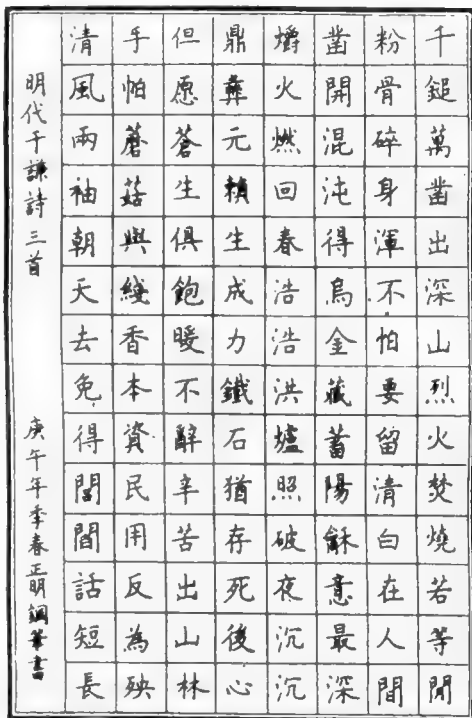 千鎚萬鑿出深山烈火焚燒若等閒
粉骨碎身渾不怕要留清白在人間
鑿開混沌得烏金藏蓄陽龢意最深
爝火燃回春浩浩洪爐照破夜沉沉
鼎彝元賴生成力鐵石猶存死後心
但愿蒼生俱飽暖不辭辛苦出山林
手帕蘑菇與綫香本資民用反為殃
清風兩袖朝天去免得閭閻話短長
明代于謙詩三首 庚午年季春正明鋼筆書